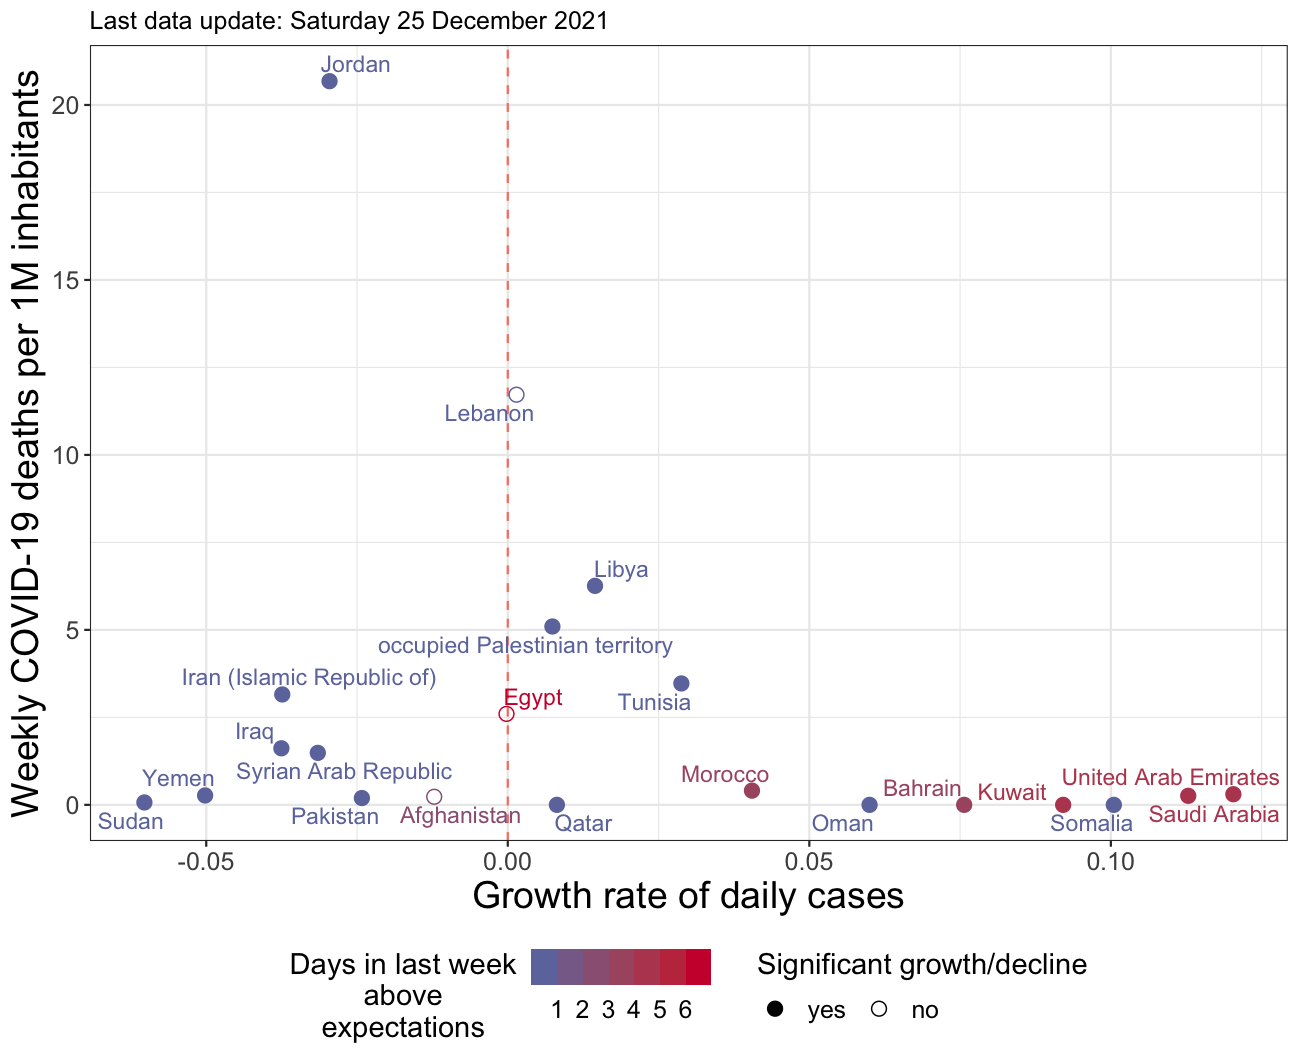 Last data update: Saturday 25 December 2021
Weekly COVID-19 deaths per 1M inhabitants
20
15
10
5
0
Jordan
Lebanon
Libya
occupied Palestinian territory
Iran (Islamic Republic of)
Egypt
Tunisia
Iraq
Syrian Arab Republic
Yemen
Morocco
Bahrain
Kuwait
United Arab Emirates
Sudan
Pakistan
Afghanistan
Qatar
Oman
Somalia
Saudi Arabia
-0.05
0.00
0.05
0.10
Growth rate of daily cases
Days in last week
above
expectations
1 2 3 4 5 6
Significant growth/decline
yes
no